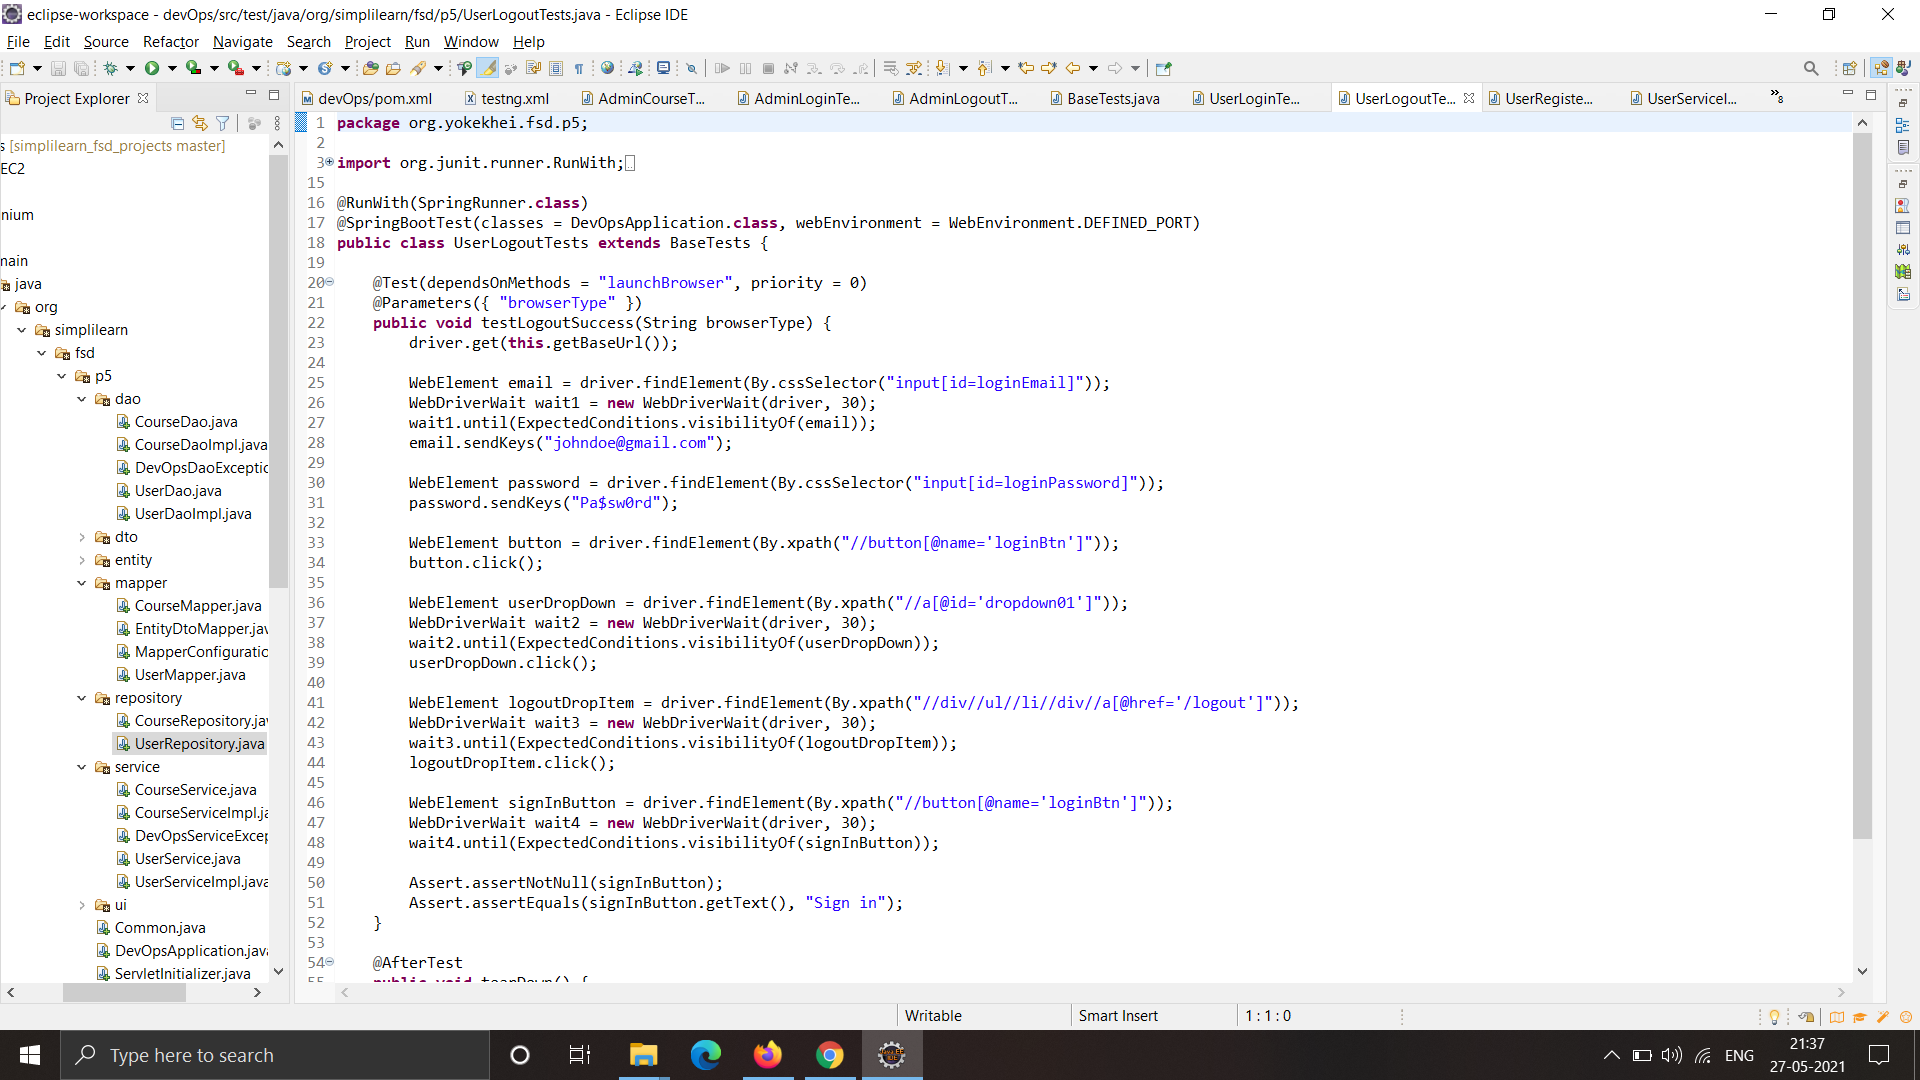 eclipse-workspace - devOps/src/test/java/org/simplilearn/fsd/p5/UserLogoutTests.java - Eclipse IDE
File Edit Source Refactor Navigate Search Project Run Window Help
Project Explorer
devOps/pom.xml testng.xml AdminCourseT... AdminLoginTe... AdminLogoutT... BaseTests.java UserLoginTe... UserLogoutTe... UserRegiste... UserServiceI... »8
s [simplilearn_fsd_projects master]
EC2
nium
main
java
org
simplilearn
fsd
p5
dao
CourseDao.java
CourseDaoImpl.java
DevOpsDaoExceptio
UserDao.java
UserDaoImpl.java
dto
entity
mapper
CourseMapper.java
EntityDtoMapper.jav
MapperConfiguratio
UserMapper.java
repository
CourseRepository.jav
UserRepository.java
service
CourseService.java
CourseServiceImpl.ja
DevOpsServiceExcep
UserService.java
UserServiceImpl.java
ui
Common.java
DevOpsApplication.java
ServletInitializer.java
1 package org.yokekhei.fsd.p5;
2
3 import org.junit.runner.RunWith;
15
16 @RunWith(SpringRunner.class)
17 @SpringBootTest(classes = DevOpsApplication.class, webEnvironment = WebEnvironment.DEFINED_PORT)
18 public class UserLogoutTests extends BaseTests {
19
20 @Test(dependsOnMethods = "launchBrowser", priority = 0)
21 @Parameters({ "browserType" })
22 public void testLogoutSuccess(String browserType) {
23 driver.get(this.getBaseUrl());
24
25 WebElement email = driver.findElement(By.cssSelector("input[id=loginEmail]"));
26 WebDriverWait wait1 = new WebDriverWait(driver, 30);
27 wait1.until(ExpectedConditions.visibilityOf(email));
28 email.sendKeys("johndoe@gmail.com");
29
30 WebElement password = driver.findElement(By.cssSelector("input[id=loginPassword]"));
31 password.sendKeys("Pa$sw0rd");
32
33 WebElement button = driver.findElement(By.xpath("//button[@name='loginBtn']"));
34 button.click();
35
36 WebElement userDropDown = driver.findElement(By.xpath("//a[@id='dropdown01']"));
37 WebDriverWait wait2 = new WebDriverWait(driver, 30);
38 wait2.until(ExpectedConditions.visibilityOf(userDropDown));
39 userDropDown.click();
40
41 WebElement logoutDropItem = driver.findElement(By.xpath("//div//ul//li//div//a[@href='/logout']"));
42 WebDriverWait wait3 = new WebDriverWait(driver, 30);
43 wait3.until(ExpectedConditions.visibilityOf(logoutDropItem));
44 logoutDropItem.click();
45
46 WebElement signInButton = driver.findElement(By.xpath("//button[@name='loginBtn']"));
47 WebDriverWait wait4 = new WebDriverWait(driver, 30);
48 wait4.until(ExpectedConditions.visibilityOf(signInButton));
49
50 Assert.assertNotNull(signInButton);
51 Assert.assertEquals(signInButton.getText(), "Sign in");
52 }
53
54 @AfterTest
55 public void tearDown() {
Writable Smart Insert 1 : 1 : 0
Type here to search
ENG
21:37
27-05-2021